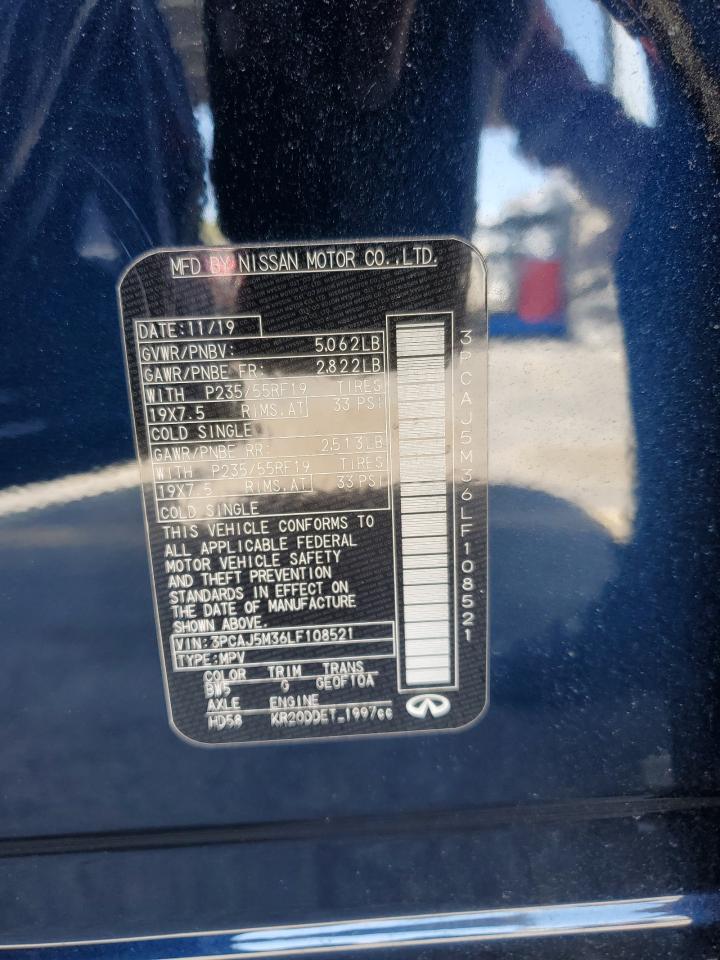 MFD BY NISSAN MOTOR CO.,LTD.
DATE:11/19
GVWR/PNBV: 5,062LB
GAWR/PNBE FR: 2,822LB
WITH P235/55RF19 TIRES
19X7.5 RIMS.AT 33 PSI
COLD SINGLE
GAWR/PNBE RR: 2,513LB
WITH P235/55RF19 TIRES
19X7.5 RIMS.AT 33 PSI
COLD SINGLE
THIS VEHICLE CONFORMS TO
ALL APPLICABLE FEDERAL
MOTOR VEHICLE SAFETY
AND THEFT PREVENTION
STANDARDS IN EFFECT ON
THE DATE OF MANUFACTURE
SHOWN ABOVE.
VIN:3PCAJ5M36LF108521
TYPE:MPV
COLOR TRIM TRANS
BW5 G GEOF10A
AXLE ENGINE
HD58 KR20DDET_1997cc
3PCAJ5M36LF108521